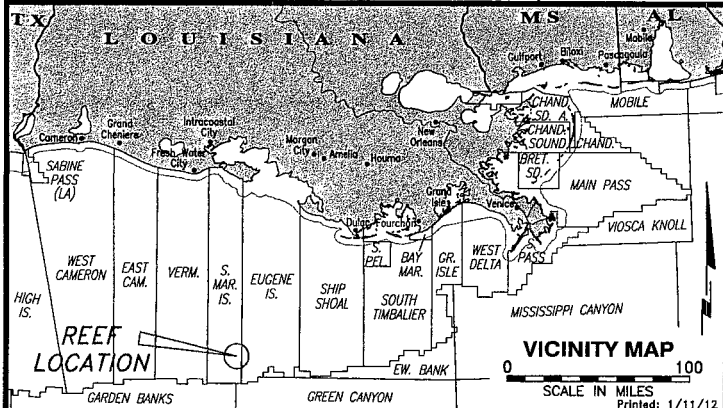 TX
MS
AL
LOUISIANA
Mobile
Gulfport
Biloxi
Pascagoula
MOBILE
CHAND.
SD. A.
CHAND.
SOUND
CHAND.
BRET.
SD.
MAIN PASS
VIOSCA KNOLL
New
Orleans
Intracoastal
City
Grand
Cheniere
Cameron
Fresh Water
City
Morgan
City
Amelia
Houma
Grand
Isle
Venice
Dulac
Fourchon
SABINE
PASS
(LA)
WEST
CAMERON
EAST
CAM.
VERM.
S.
MAR.
IS.
EUGENE
IS.
SHIP
SHOAL
S.
PEL.
BAY
MAR.
GR.
ISLE
WEST
DELTA
PASS
SOUTH
TIMBALIER
HIGH
IS.
MISSISSIPPI CANYON
REEF
LOCATION
EW. BANK
GARDEN BANKS
GREEN CANYON
VICINITY MAP
0 100
SCALE IN MILES
Printed: 1/11/12